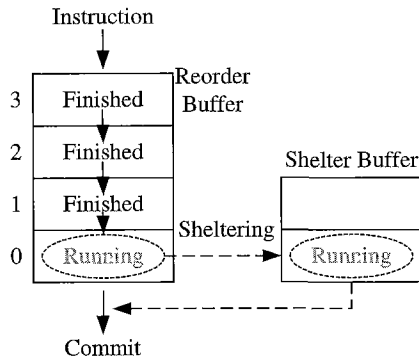 Instruction
Reorder
Buffer
3 Finished
2 Finished
Shelter Buffer
1 Finished
Sheltering
0 Running Running
Commit